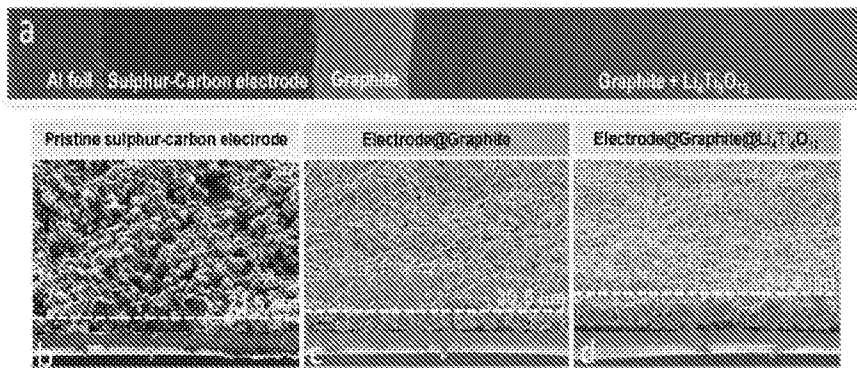 a
Al foil Sulphur-Carbon electrode Graphite Graphite + Li₄Ti₅O₁₂
Pristine sulphur-carbon electrode Electrode@Graphite Electrode@Graphite@Li₄Ti₅O₁₂
b c d